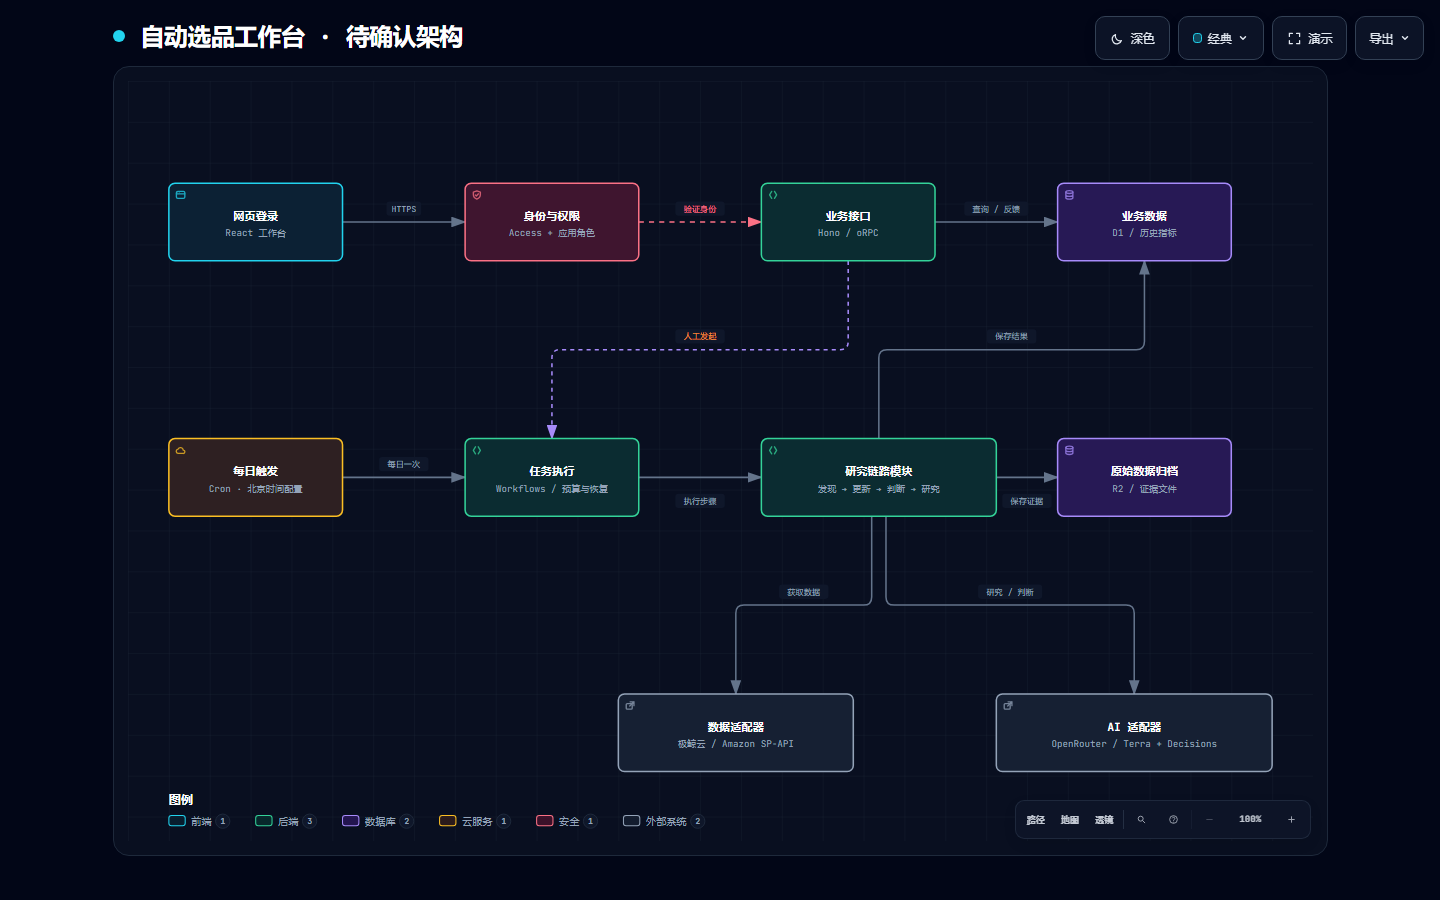 自动选品工作台 · 待确认架构
深色
经典
演示
导出
网页登录
React 工作台
HTTPS
身份与权限
Access + 应用角色
验证身份
业务接口
Hono / oRPC
查询 / 反馈
业务数据
D1 / 历史指标
人工发起
保存结果
每日触发
Cron · 北京时间配置
每日一次
任务执行
Workflows / 预算与恢复
执行步骤
研究链路模块
发现 → 更新 → 判断 → 研究
保存证据
原始数据归档
R2 / 证据文件
获取数据
研究 / 判断
数据适配器
极鲸云 / Amazon SP-API
AI 适配器
OpenRouter / Terra + Decisions
图例
前端 1
后端 3
数据库 2
云服务 1
安全 1
外部系统 2
路径
地图
透镜
100%